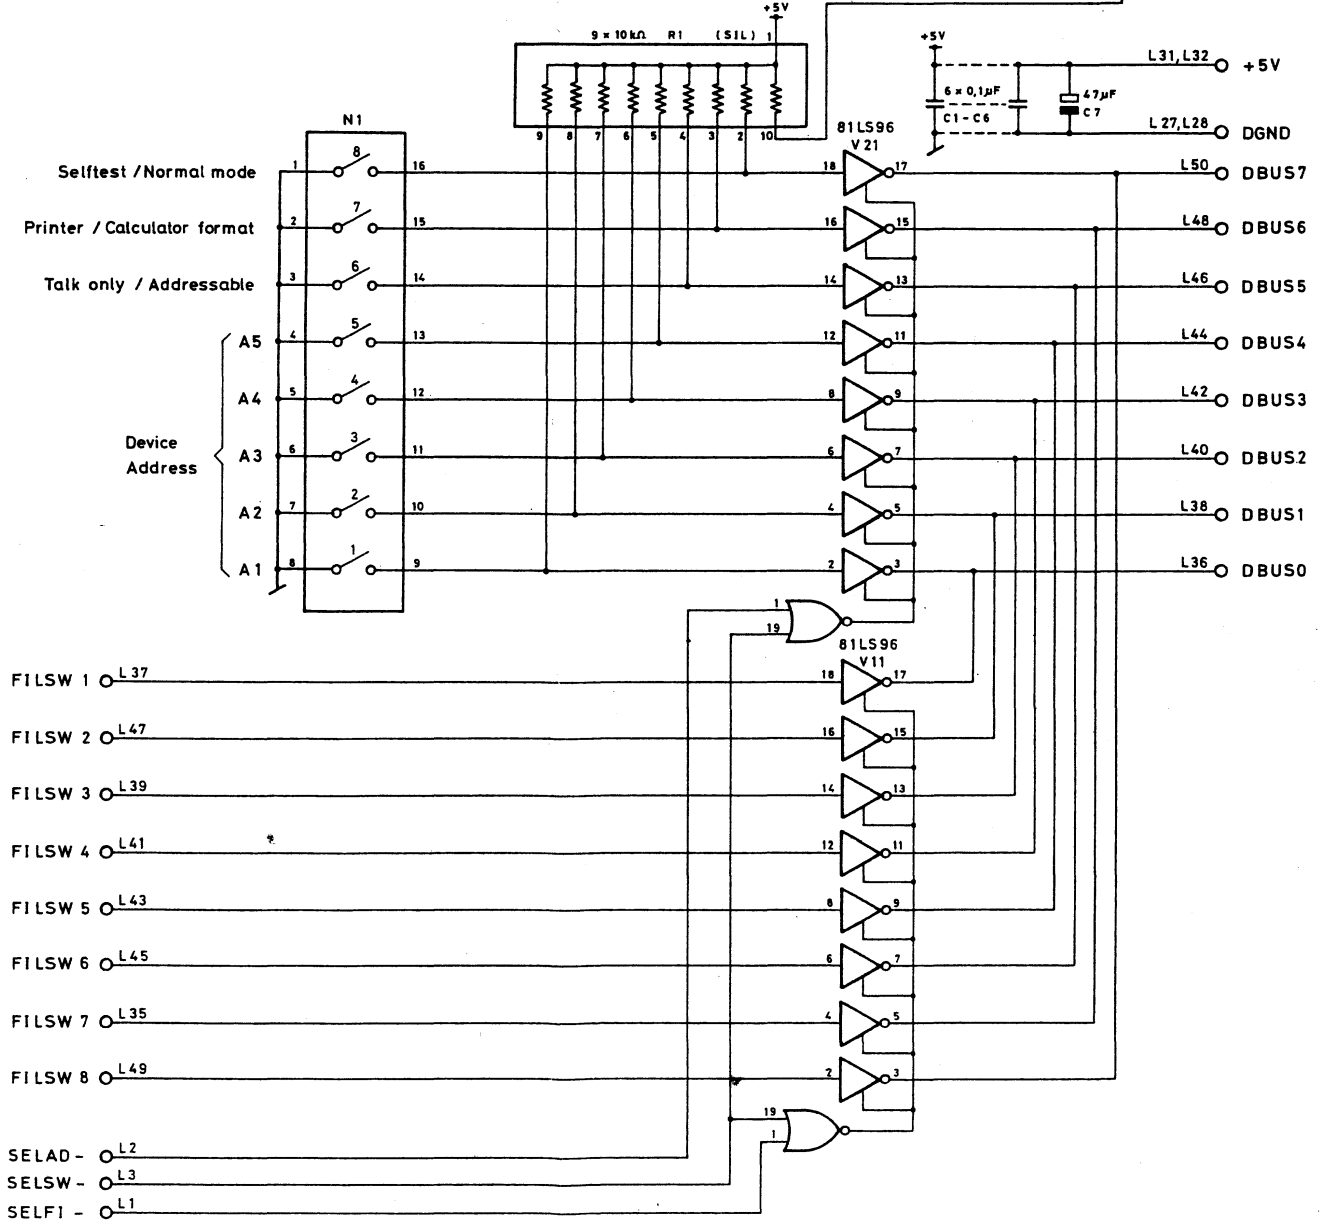 +5V
9 × 10 kΩ R1 (SIL) 1
9 8 7 6 5 4 3 2 10
+5V
L31, L32 +5V
6 × 0,1µF
C1 - C6
47µF
C7
L27, L28 DGND
N1
81LS96
V21
Selftest / Normal mode 1 8 16 18 17 L50 DBUS7
Printer / Calculator format 2 7 15 16 15 L48 DBUS6
Talk only / Addressable 3 6 14 14 13 L46 DBUS5
A5 4 5 13 12 11 L44 DBUS4
A4 5 4 12 8 9 L42 DBUS3
Device
Address
A3 6 3 11 6 7 L40 DBUS2
A2 7 2 10 4 5 L38 DBUS1
A1 8 1 9 2 3 L36 DBUS0
1
19
81LS96
V11
FILSW 1 L37 18 17
FILSW 2 L47 16 15
FILSW 3 L39 14 13
FILSW 4 L41 12 11
FILSW 5 L43 8 9
FILSW 6 L45 6 7
FILSW 7 L35 4 5
FILSW 8 L49 2 3
19
1
SELAD - L2
SELSW - L3
SELFI - L1